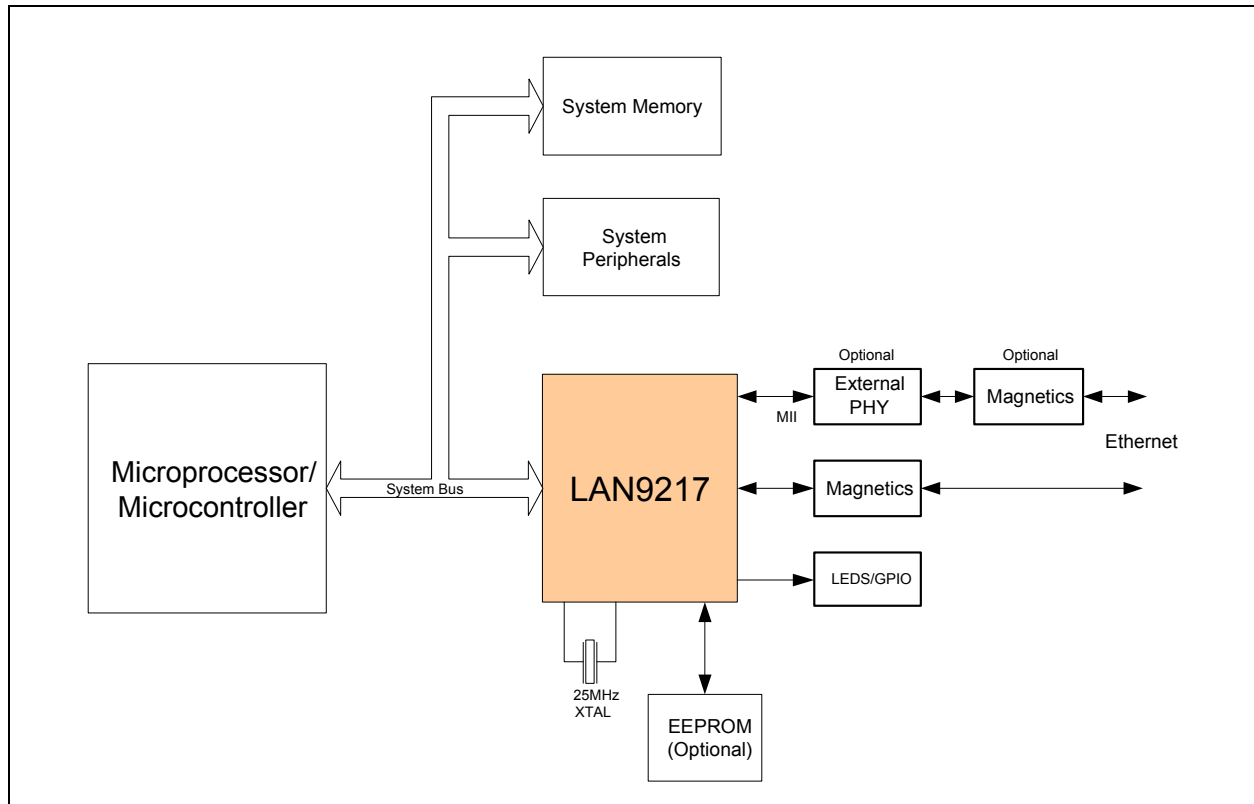 System Memory
System
Peripherals
Optional
Optional
External
PHY
Magnetics
MII
Ethernet
Microprocessor/
Microcontroller
System Bus
LAN9217
Magnetics
LEDS/GPIO
25MHz
XTAL
EEPROM
(Optional)